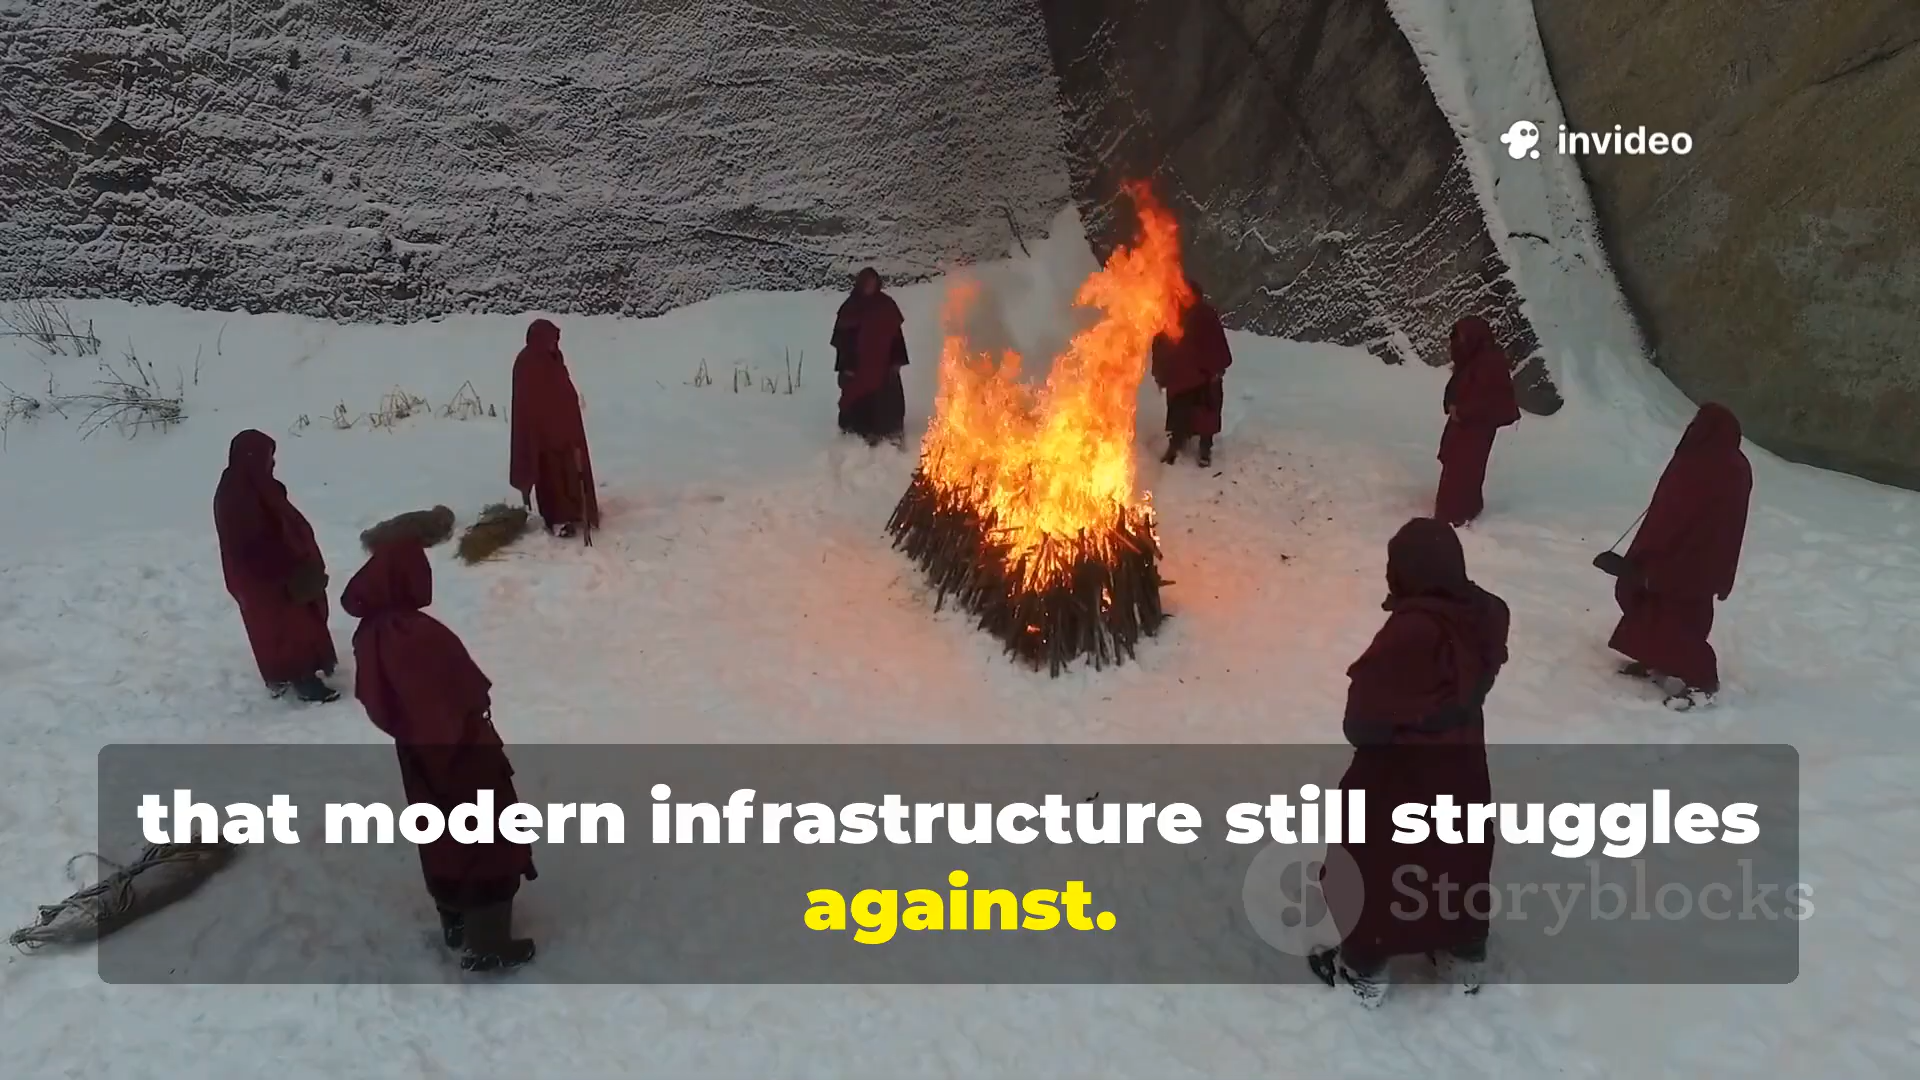 invideo
that modern infrastructure still struggles
against.
Storyblocks